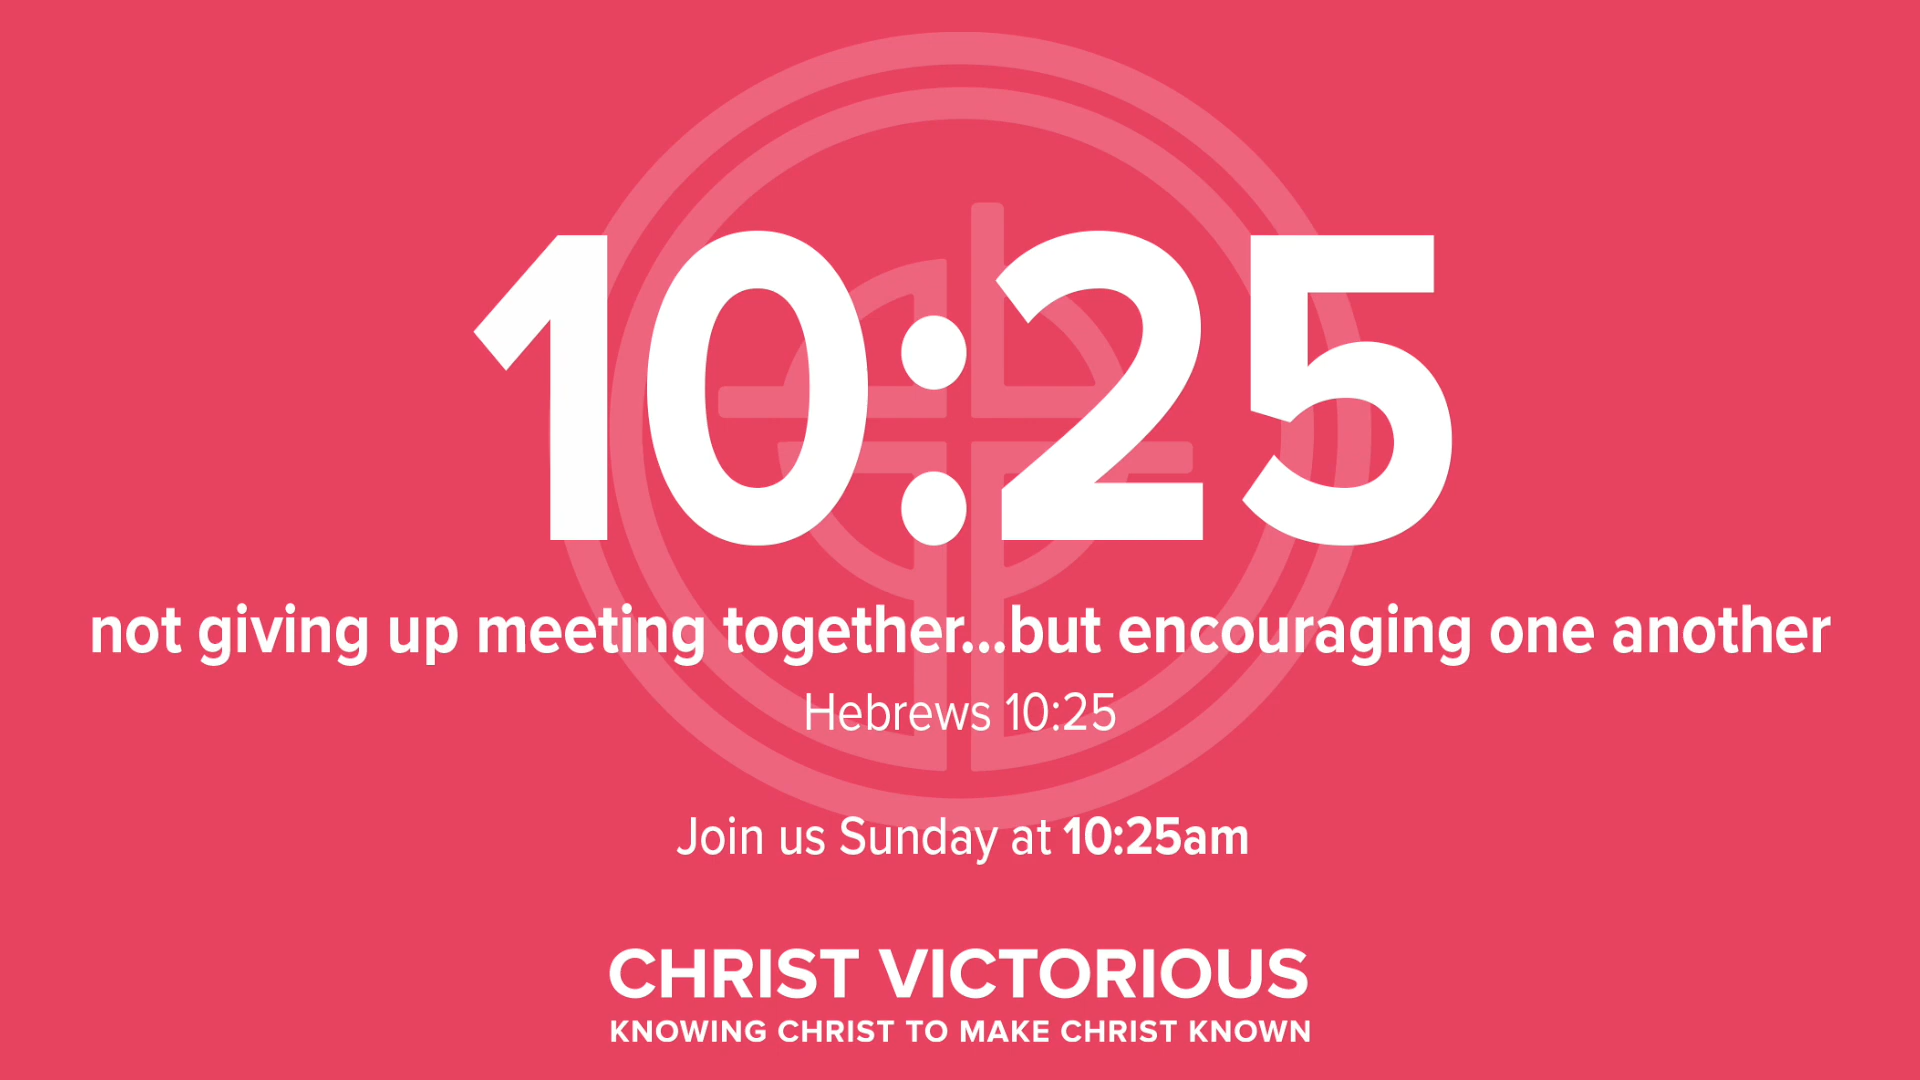 10:25
not giving up meeting together...but encouraging one another
Hebrews 10:25
Join us Sunday at 10:25am
CHRIST VICTORIOUS
KNOWING CHRIST TO MAKE CHRIST KNOWN